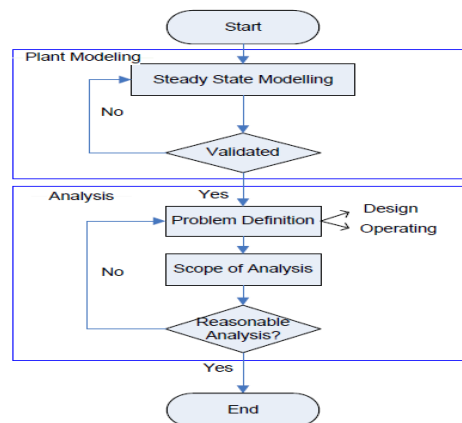 Start
Plant Modeling
Steady State Modelling
No
Validated
Yes
Analysis
Problem Definition
Design
Operating
Scope of Analysis
No
Reasonable
Analysis?
Yes
End